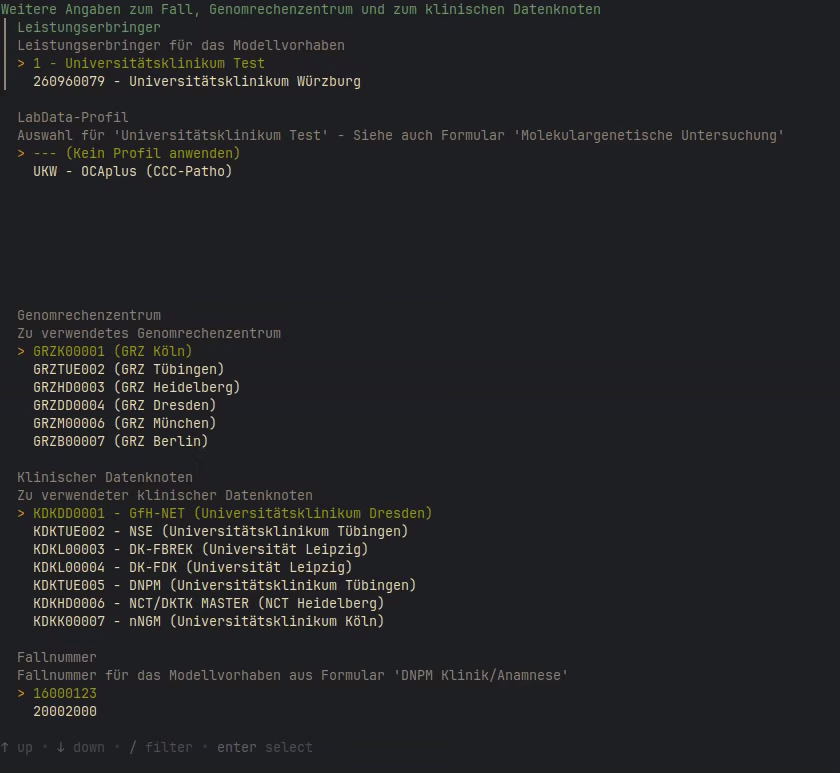 Weitere Angaben zum Fall, Genomrechenzentrum und zum klinischen Datenknoten
Leistungserbringer
Leistungserbringer für das Modellvorhaben
> 1 - Universitätsklinikum Test
260960079 - Universitätsklinikum Würzburg
LabData-Profil
Auswahl für 'Universitätsklinikum Test' - Siehe auch Formular 'Molekulargenetische Untersuchung'
> --- (Kein Profil anwenden)
UKW - OCAplus (CCC-Patho)
Genomrechenzentrum
Zu verwendetes Genomrechenzentrum
> GRZK00001 (GRZ Köln)
GRZTUE002 (GRZ Tübingen)
GRZHD0003 (GRZ Heidelberg)
GRZDD0004 (GRZ Dresden)
GRZM00006 (GRZ München)
GRZB00007 (GRZ Berlin)
Klinischer Datenknoten
Zu verwendeter klinischer Datenknoten
> KDKDD0001 - GfH-NET (Universitätsklinikum Dresden)
KDKTUE002 - NSE (Universitätsklinikum Tübingen)
KDKL00003 - DK-FBREK (Universität Leipzig)
KDKL00004 - DK-FDK (Universität Leipzig)
KDKTUE005 - DNPM (Universitätsklinikum Tübingen)
KDKHD0006 - NCT/DKTK MASTER (NCT Heidelberg)
KDKK00007 - nNGM (Universitätsklinikum Köln)
Fallnummer
Fallnummer für das Modellvorhaben aus Formular 'DNPM Klinik/Anamnese'
> 16000123
20002000
↑ up • ↓ down • / filter • enter select